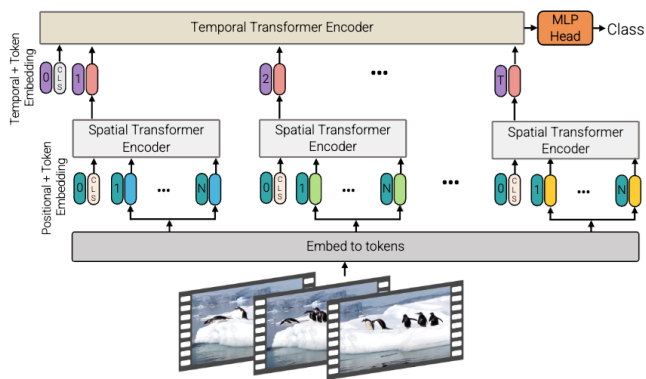 Temporal Transformer Encoder
MLP
Head
Class
Temporal + Token
Embedding
0
CLS
1
2
...
T
Spatial Transformer
Encoder
Spatial Transformer
Encoder
Spatial Transformer
Encoder
Positional + Token
Embedding
0
CLS
1
...
N
0
CLS
1
...
N
...
0
CLS
1
...
N
Embed to tokens